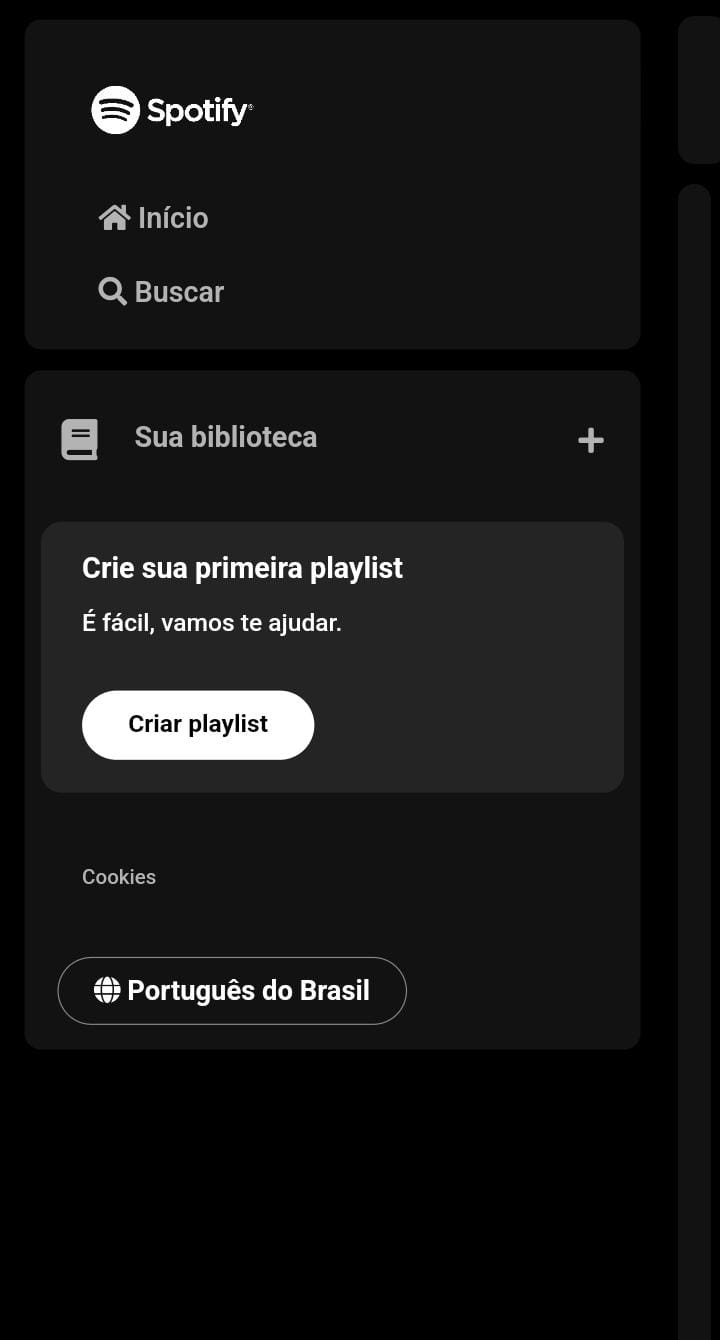 Spotify
Início
Buscar
Sua biblioteca
Crie sua primeira playlist
É fácil, vamos te ajudar.
Criar playlist
Cookies
Português do Brasil